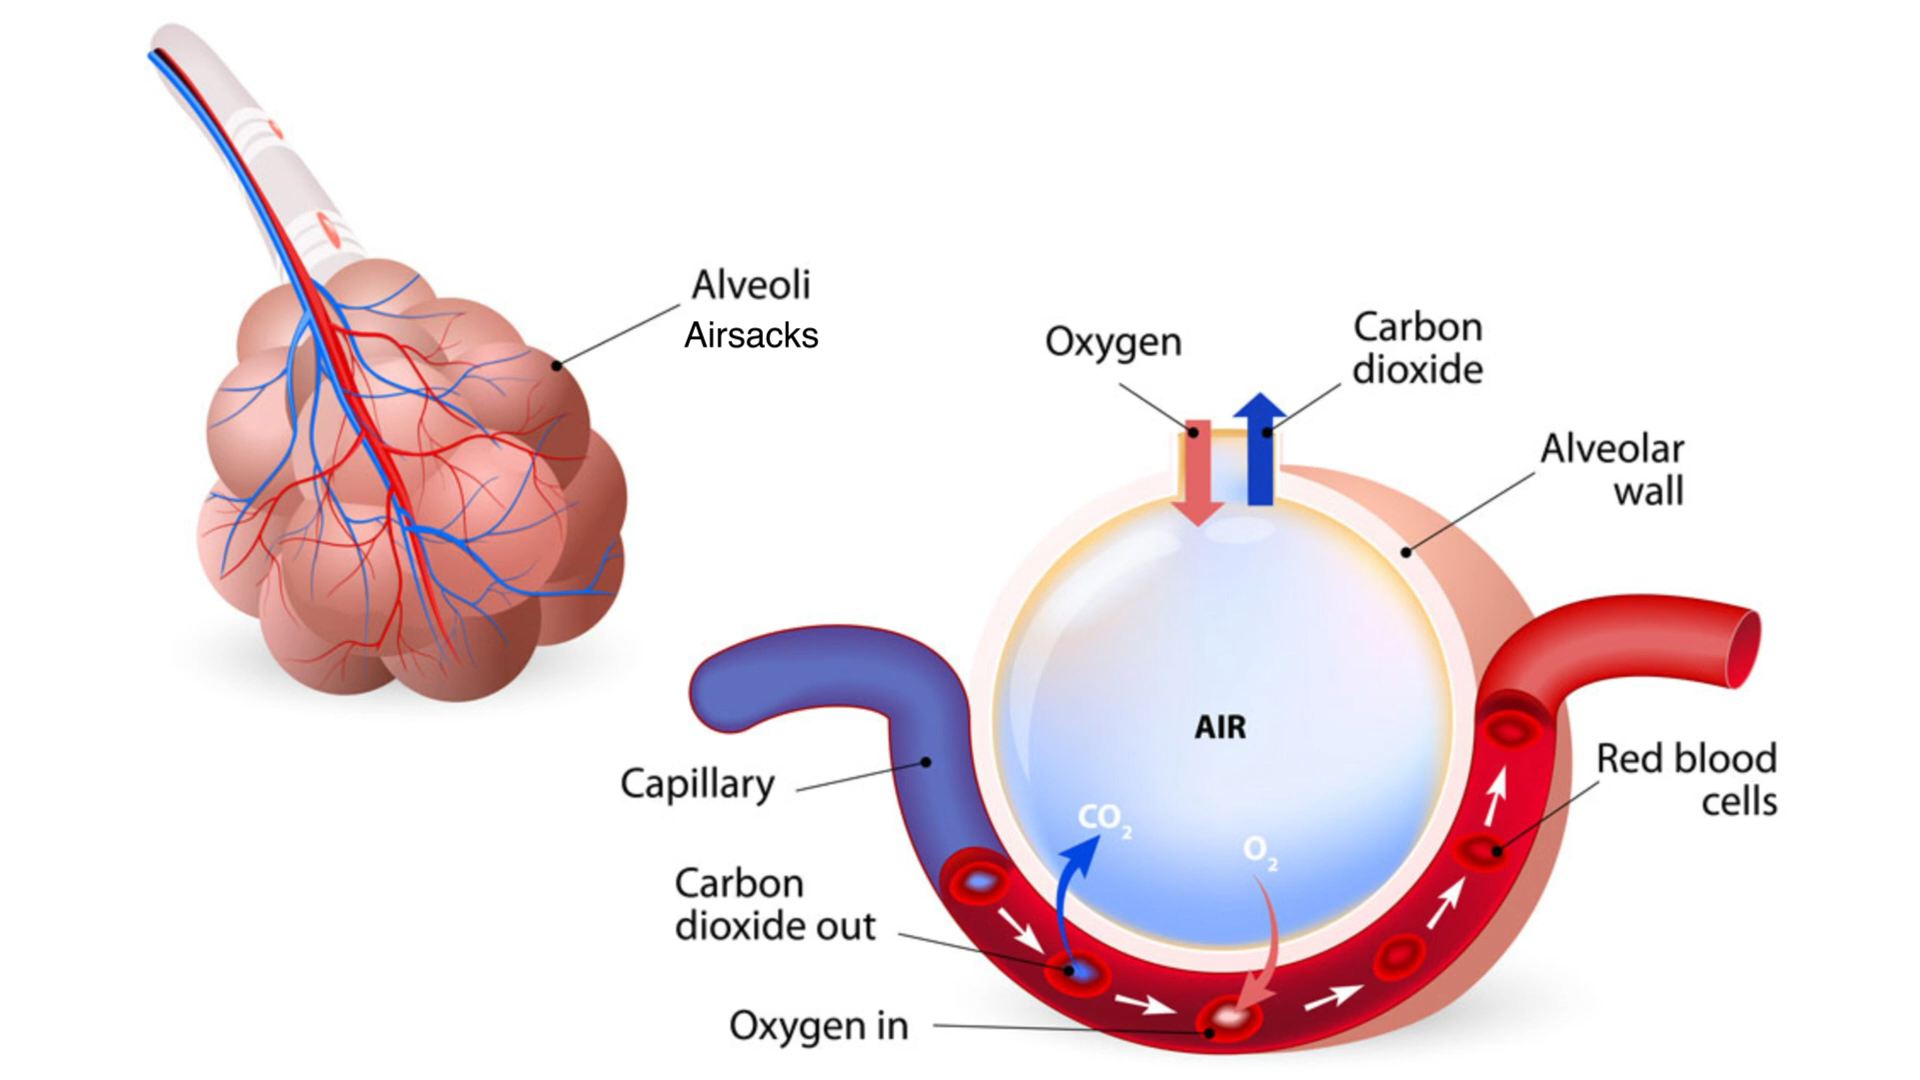 Alveoli
Airsacks
Oxygen
Carbon
dioxide
Alveolar
wall
AIR
Capillary
Red blood
cells
CO₂
O₂
Carbon
dioxide out
Oxygen in